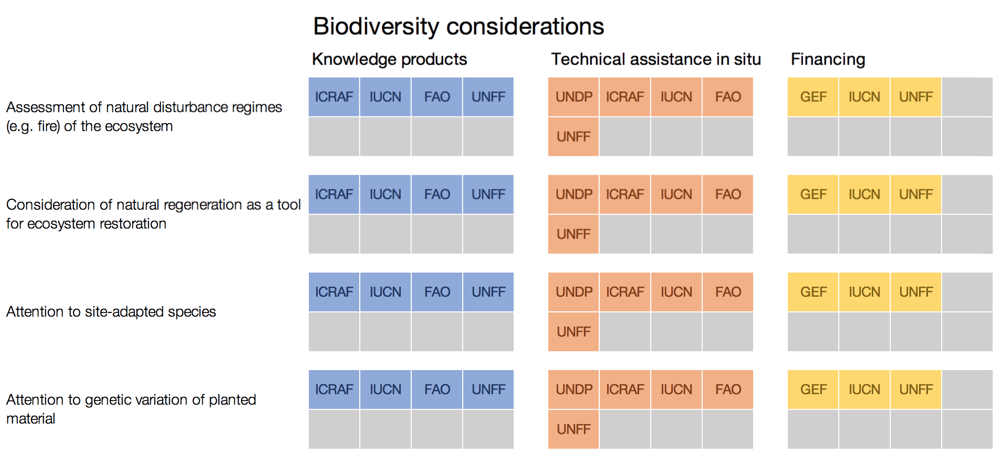 Biodiversity considerations
Knowledge products Technical assistance in situ Financing
Assessment of natural disturbance regimes
(e.g. fire) of the ecosystem
ICRAF IUCN FAO UNFF UNDP ICRAF IUCN FAO GEF IUCN UNFF
UNFF
Consideration of natural regeneration as a tool
for ecosystem restoration
ICRAF IUCN FAO UNFF UNDP ICRAF IUCN FAO GEF IUCN UNFF
UNFF
Attention to site-adapted species
ICRAF IUCN FAO UNFF UNDP ICRAF IUCN FAO GEF IUCN UNFF
UNFF
Attention to genetic variation of planted
material
ICRAF IUCN FAO UNFF UNDP ICRAF IUCN FAO GEF IUCN UNFF
UNFF